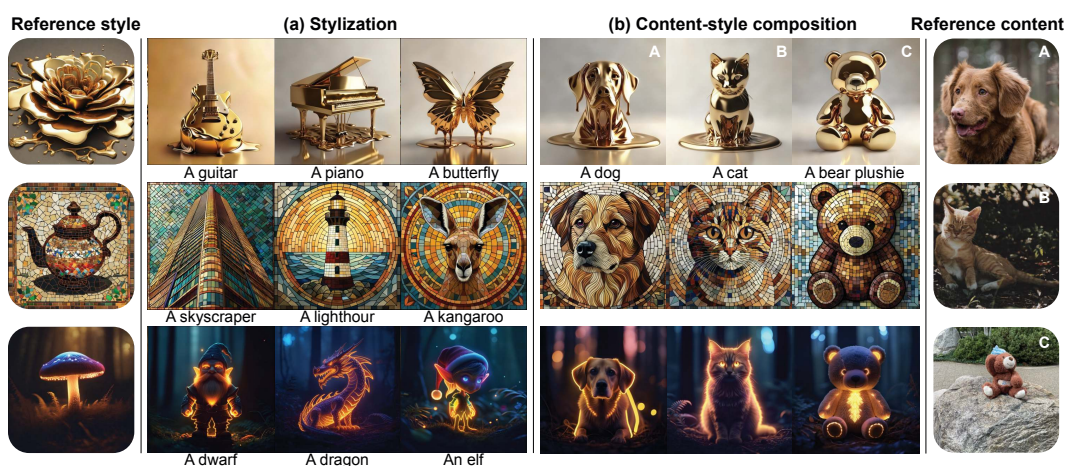 Reference style
(a) Stylization
(b) Content-style composition
Reference content
A
B
C
A
A guitar
A piano
A butterfly
A dog
A cat
A bear plushie
B
A skyscraper
A lighthour
A kangaroo
C
A dwarf
A dragon
An elf